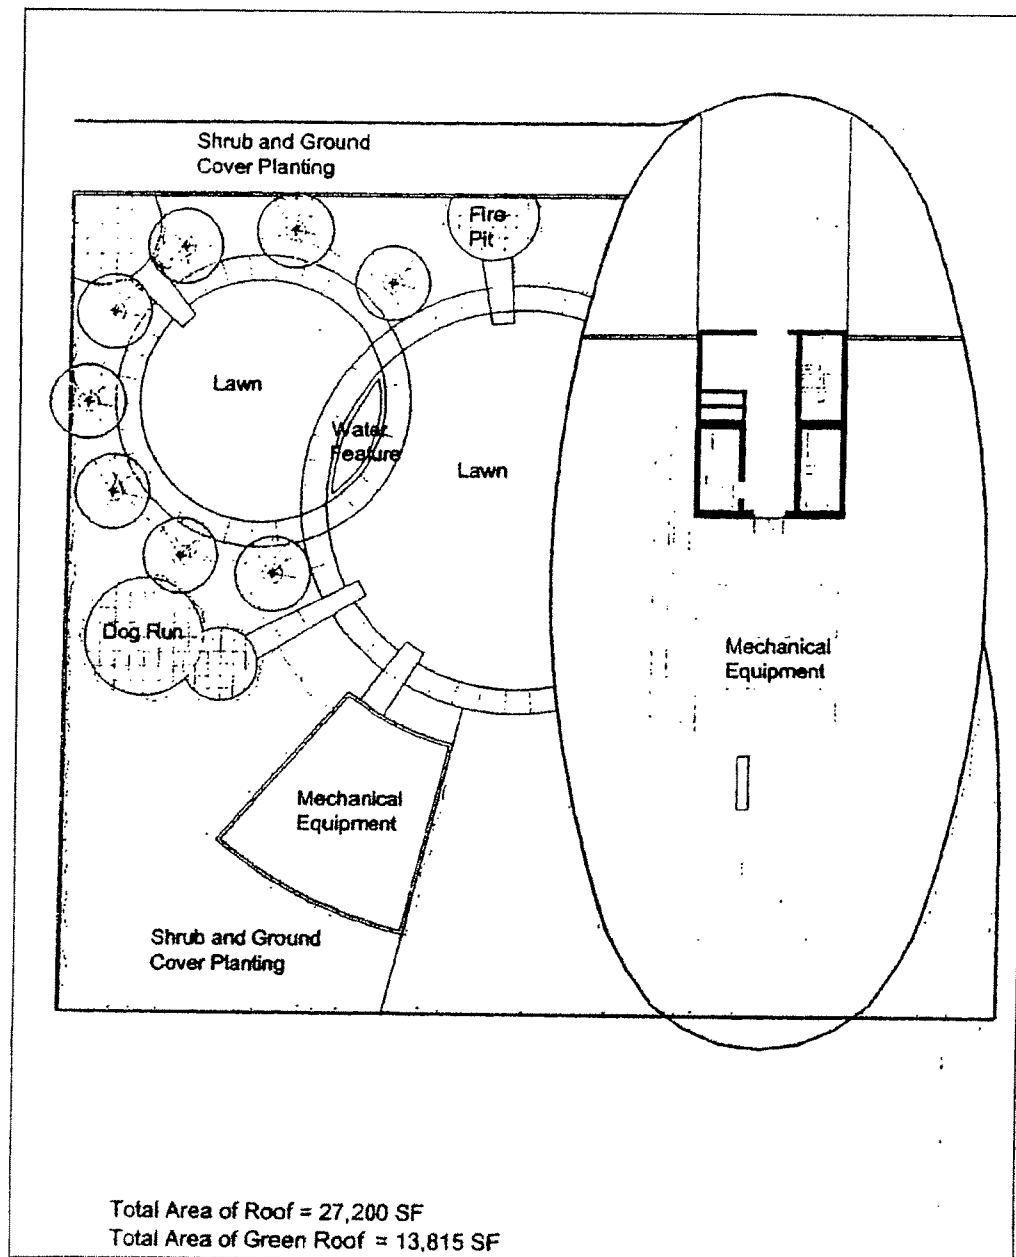 Shrub and Ground
Cover Planting
Fire
Pit
Lawn
Water
Feature
Lawn
Dog Run
Mechanical
Equipment
Mechanical
Equipment
Shrub and Ground
Cover Planting
Total Area of Roof = 27,200 SF
Total Area of Green Roof = 13,815 SF